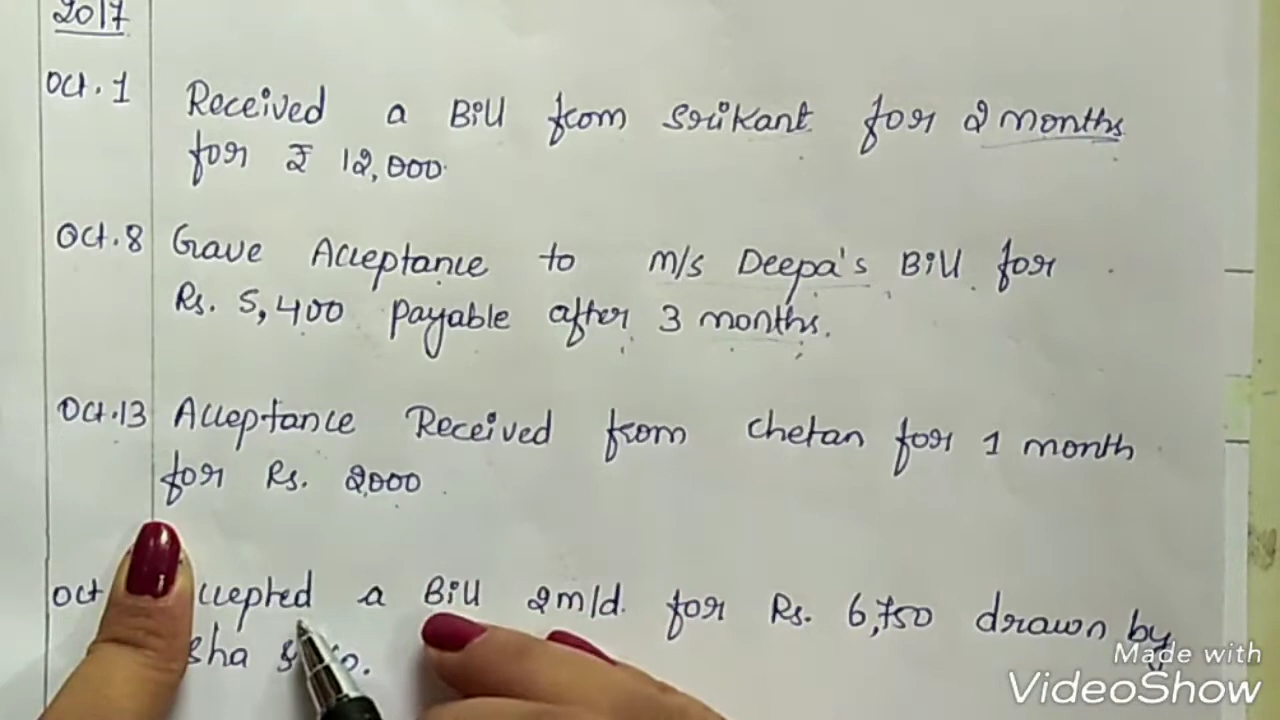 2017
Oct. 1 Received a Bill from Srikant for 2 months
for ₹ 12,000.
Oct. 8 Gave Acceptance to M/s Deepa's Bill for
Rs. 5,400 payable after 3 months.
Oct. 13 Acceptance Received from Chetan for 1 month
for Rs. 2,000.
Oct a Bill 2m/d. for Rs. 6,750 drawn by
Made with
VideoShow